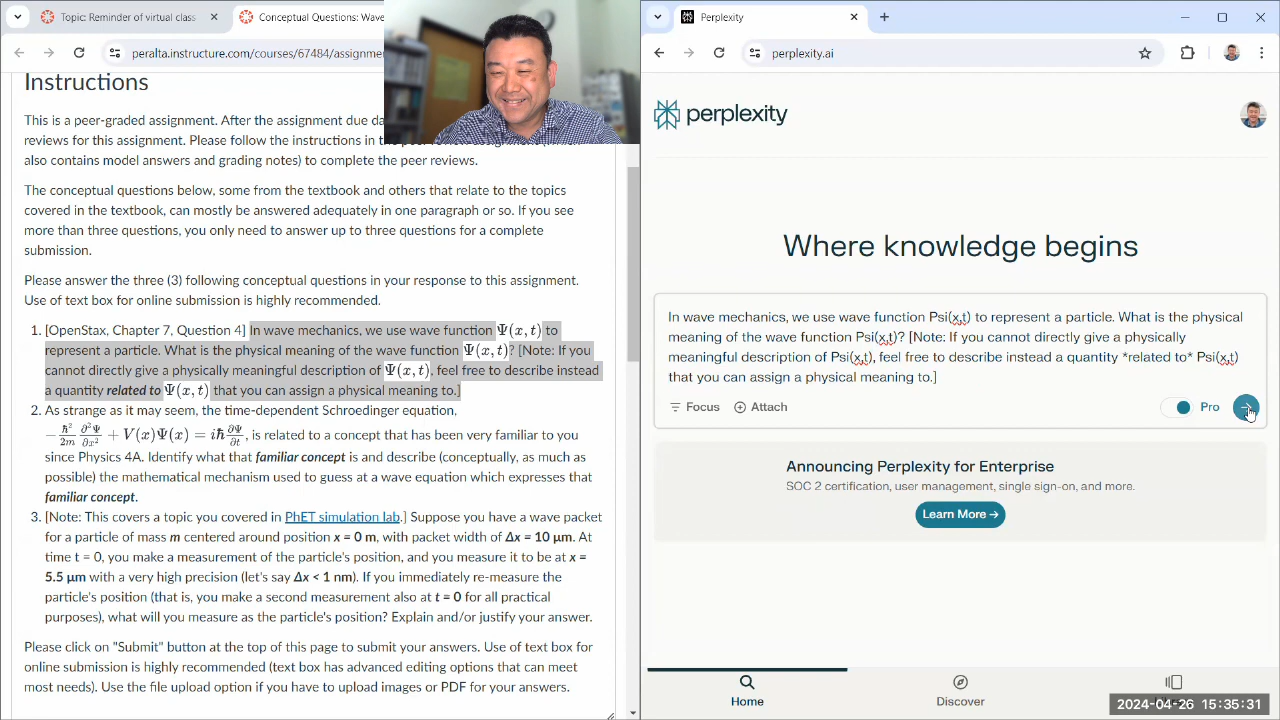 Topic Reminder of virtual class
Conceptual Questions: Wave
peralta.instructure.com/courses/67484/assignme
Instructions
This is a peer-graded assignment. After the assignment due da
reviews for this assignment. Please follow the instructions in
also contains model answers and grading notes) to complete the peer reviews.
The conceptual questions below, some from the textbook and others that relate to the topics
covered in the textbook, can mostly be answered adequately in one paragraph or so. If you see
more than three questions, you only need to answer up to three questions for a complete
submission.
Please answer the three (3) following conceptual questions in your response to this assignment.
Use of text box for online submission is highly recommended.
1. [OpenStax, Chapter 7, Question 4] In wave mechanics, we use wave function Ψ(x, t) to
represent a particle. What is the physical meaning of the wave function Ψ(x, t)? [Note: If you
cannot directly give a physically meaningful description of Ψ(x, t), feel free to describe instead
a quantity related to Ψ(x, t) that you can assign a physical meaning to.]
2. As strange as it may seem, the time-dependent Schroedinger equation,
−ℏ²/2m ∂²Ψ/∂x² + V(x)Ψ(x) = iℏ ∂Ψ/∂t, is related to a concept that has been very familiar to you
since Physics 4A. Identify what that familiar concept is and describe (conceptually, as much as
possible) the mathematical mechanism used to guess at a wave equation which expresses that
familiar concept.
3. [Note: This covers a topic you covered in PhET simulation lab.] Suppose you have a wave packet
for a particle of mass m centered around position x = 0 m, with packet width of Δx = 10 μm. At
time t = 0, you make a measurement of the particle's position, and you measure it to be at x =
5.5 μm with a very high precision (let's say Δx < 1 nm). If you immediately re-measure the
particle's position (that is, you make a second measurement also at t = 0 for all practical
purposes), what will you measure as the particle's position? Explain and/or justify your answer.
Please click on "Submit" button at the top of this page to submit your answers. Use of text box for
online submission is highly recommended (text box has advanced editing options that can meet
most needs). Use the file upload option if you have to upload images or PDF for your answers.
Perplexity
perplexity.ai
perplexity
Where knowledge begins
In wave mechanics, we use wave function Psi(x,t) to represent a particle. What is the physical
meaning of the wave function Psi(x,t)? [Note: If you cannot directly give a physically
meaningful description of Psi(x,t), feel free to describe instead a quantity *related to* Psi(x,t)
that you can assign a physical meaning to.]
Focus Attach Pro
Announcing Perplexity for Enterprise
SOC 2 certification, user management, single sign-on, and more.
Learn More →
Home Discover
2024-04-26 15:35:31